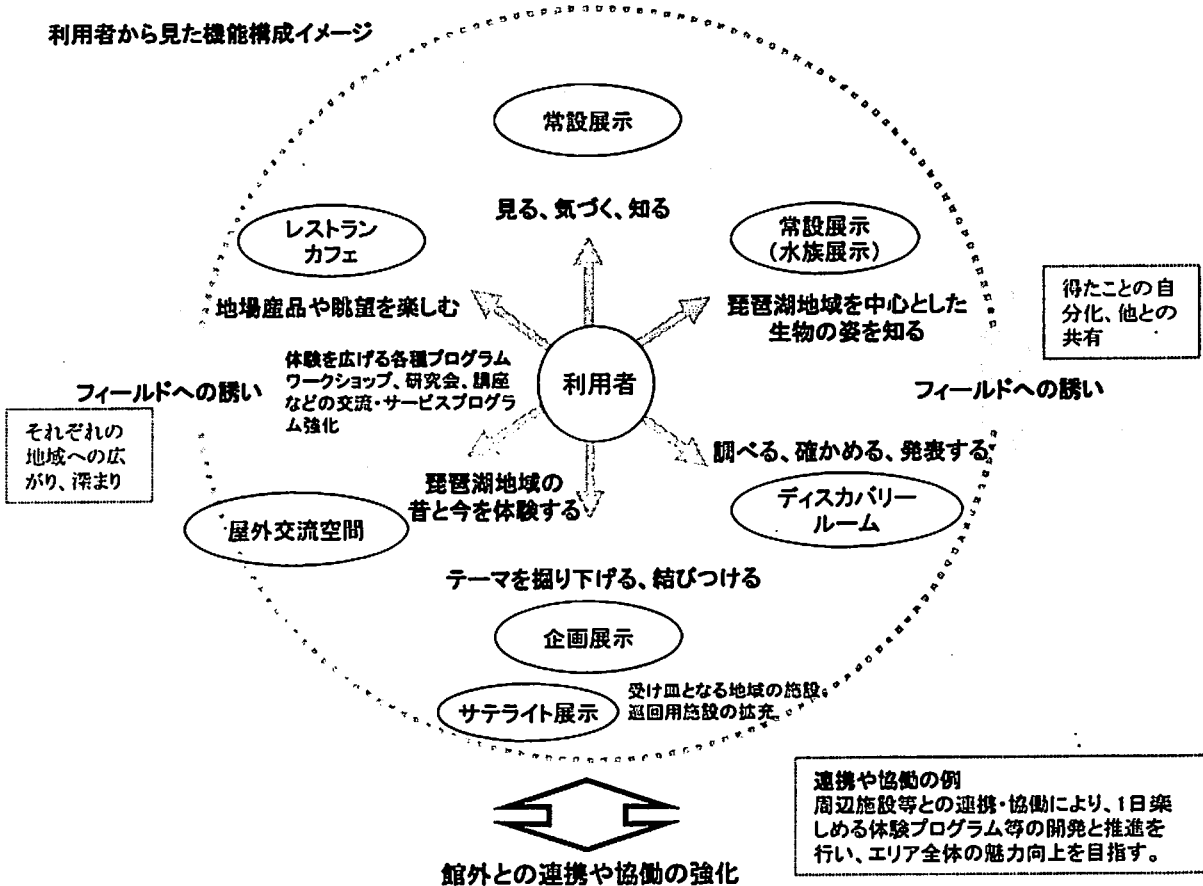 利用者から見た機能構成イメージ
常設展示
見る、気づく、知る
レストラン
カフェ
常設展示
(水族展示)
地場産品や眺望を楽しむ
琵琶湖地域を中心とした
生物の姿を知る
得たことの自
分化、他との
共有
体験を広げる各種プログラム
ワークショップ、研究会、講座
などの交流・サービスプログラ
ム強化
利用者
フィールドへの誘い
フィールドへの誘い
それぞれの
地域への広
がり、深まり
調べる、確かめる、発表する
琵琶湖地域の
昔と今を体験する
屋外交流空間
ディスカバリー
ルーム
テーマを掘り下げる、結びつける
企画展示
サテライト展示
受け皿となる地域の施設
巡回用施設の拡充
連携や協働の例
周辺施設等との連携・協働により、1日楽
しめる体験プログラム等の開発と推進を
行い、エリア全体の魅力向上を目指す。
館外との連携や協働の強化